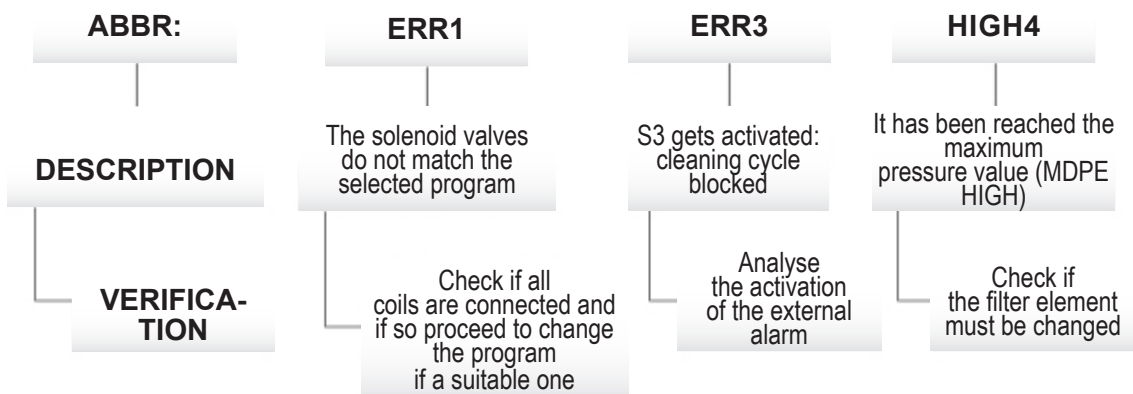 ABBR:
DESCRIPTION
VERIFICA-
TION
ERR1
The solenoid valves
do not match the
selected program
Check if all
coils are connected and
if so proceed to change
the program
if a suitable one
ERR3
S3 gets activated:
cleaning cycle
blocked
Analyse
the activation
of the external
alarm
HIGH4
It has been reached the
maximum
pressure value (MDPE
HIGH)
Check if
the filter element
must be changed